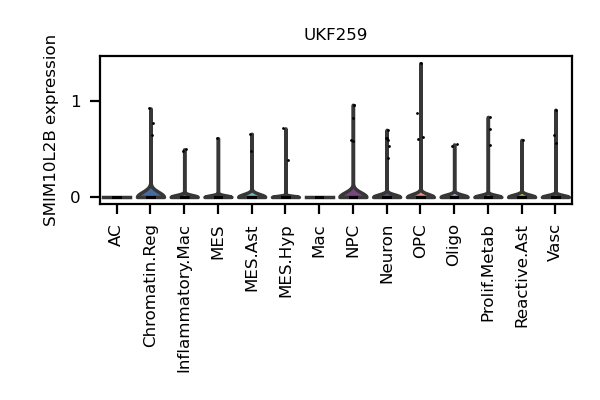 UKF259
SMIM10L2B expression
1
0
AC
Chromatin.Reg
Inflammatory.Mac
MES
MES.Ast
MES.Hyp
Mac
NPC
Neuron
OPC
Oligo
Prolif.Metab
Reactive.Ast
Vasc